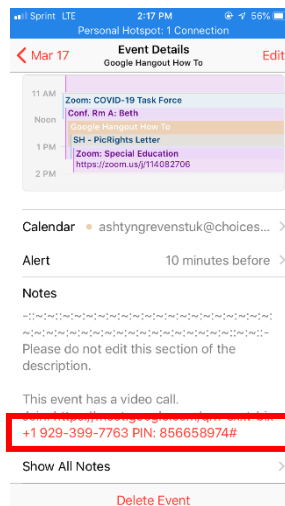 Sprint LTE 2:17 PM 56%
Personal Hotspot: 1 Connection
Mar 17 Event Details Edit
Google Hangout How To
11 AM
Zoom: COVID-19 Task Force
Noon Conf. Rm A: Beth
Google Hangout How To
SH - PicRights Letter
1 PM Zoom: Special Education
https://zoom.us/j/114082706
2 PM
Calendar ashtyngrevenstuk@choices...
Alert 10 minutes before
Notes
-::~:~::~:~:~:~:~:~:~:~:~:~:~:~:~:~:~:
~:~:~:~:~:~:~:~:~:~:~:~:~:~:~::~:~::-
Please do not edit this section of the
description.
This event has a video call.
+1 929-399-7763 PIN: 856658974#
Show All Notes
Delete Event